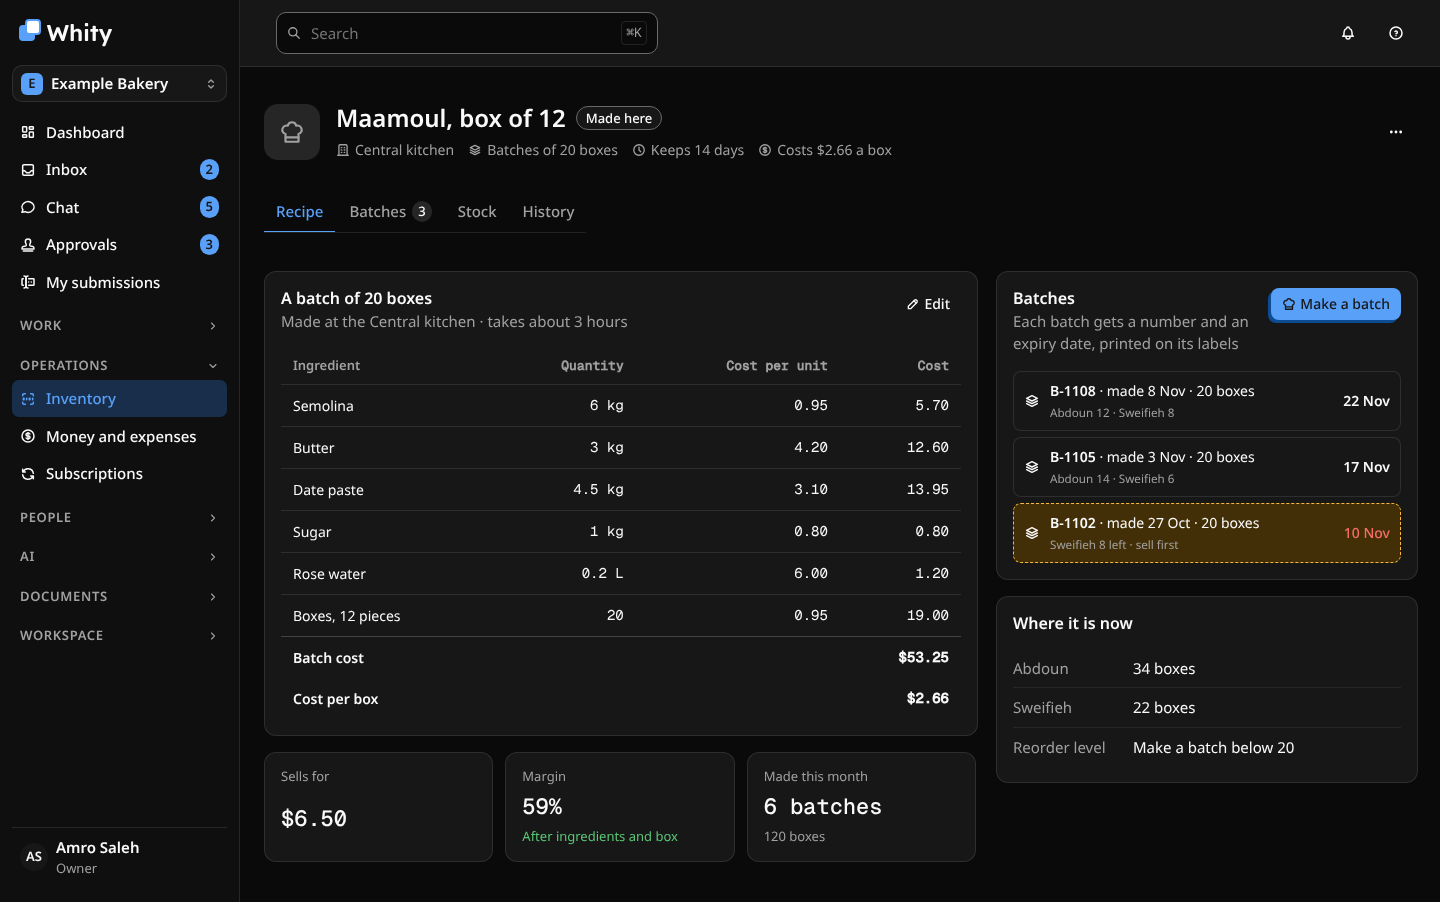 Whity
Search
⌘K
E Example Bakery
Dashboard
Inbox 2
Chat 5
Approvals 3
My submissions
WORK
OPERATIONS
Inventory
Money and expenses
Subscriptions
PEOPLE
AI
DOCUMENTS
WORKSPACE
AS Amro Saleh
Owner
Maamoul, box of 12 Made here
Central kitchen Batches of 20 boxes Keeps 14 days Costs $2.66 a box
Recipe Batches 3 Stock History
A batch of 20 boxes
Made at the Central kitchen · takes about 3 hours
Edit
Ingredient Quantity Cost per unit Cost
Semolina 6 kg 0.95 5.70
Butter 3 kg 4.20 12.60
Date paste 4.5 kg 3.10 13.95
Sugar 1 kg 0.80 0.80
Rose water 0.2 L 6.00 1.20
Boxes, 12 pieces 20 0.95 19.00
Batch cost $53.25
Cost per box $2.66
Sells for
$6.50
Margin
59%
After ingredients and box
Made this month
6 batches
120 boxes
Batches
Each batch gets a number and an
expiry date, printed on its labels
Make a batch
B-1108 · made 8 Nov · 20 boxes
Abdoun 12 · Sweifieh 8
22 Nov
B-1105 · made 3 Nov · 20 boxes
Abdoun 14 · Sweifieh 6
17 Nov
B-1102 · made 27 Oct · 20 boxes
Sweifieh 8 left · sell first
10 Nov
Where it is now
Abdoun 34 boxes
Sweifieh 22 boxes
Reorder level Make a batch below 20